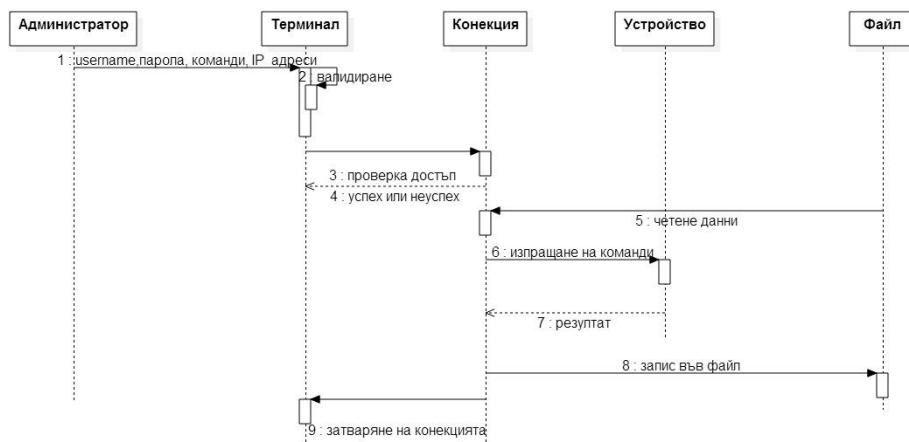 Администратор
Терминал
Конекция
Устройство
Файл
1 : username,парола, команди, IP адреси
2 : валидиране
3 : проверка достъп
4 : успех или неуспех
5 : четене данни
6 : изпращане на команди
7 : резултат
8 : запис във файл
9 : затваряне на конекцията